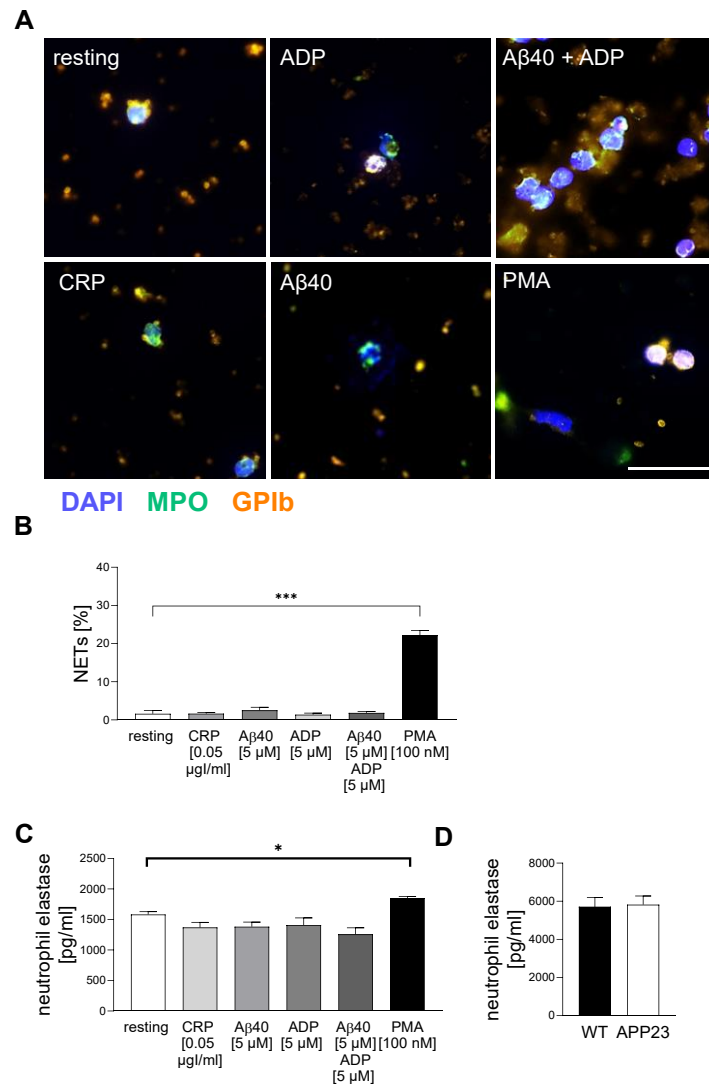 A
resting
ADP
Aβ40 + ADP
CRP
Aβ40
PMA
DAPI MPO GPIb
B
NETs [%]
40
30
20
10
0
***
resting
CRP
[0.05
µgl/ml]
Aβ40
[5 µM]
ADP
[5 µM]
Aβ40
[5 µM]
ADP
[5 µM]
PMA
[100 nM]
C
neutrophil elastase
[pg/ml]
2500
2000
1500
1000
500
0
*
resting
CRP
[0.05
µgl/ml]
Aβ40
[5 µM]
ADP
[5 µM]
Aβ40
[5 µM]
ADP
[5 µM]
PMA
[100 nM]
D
neutrophil elastase
[pg/ml]
8000
6000
4000
2000
0
WT APP23